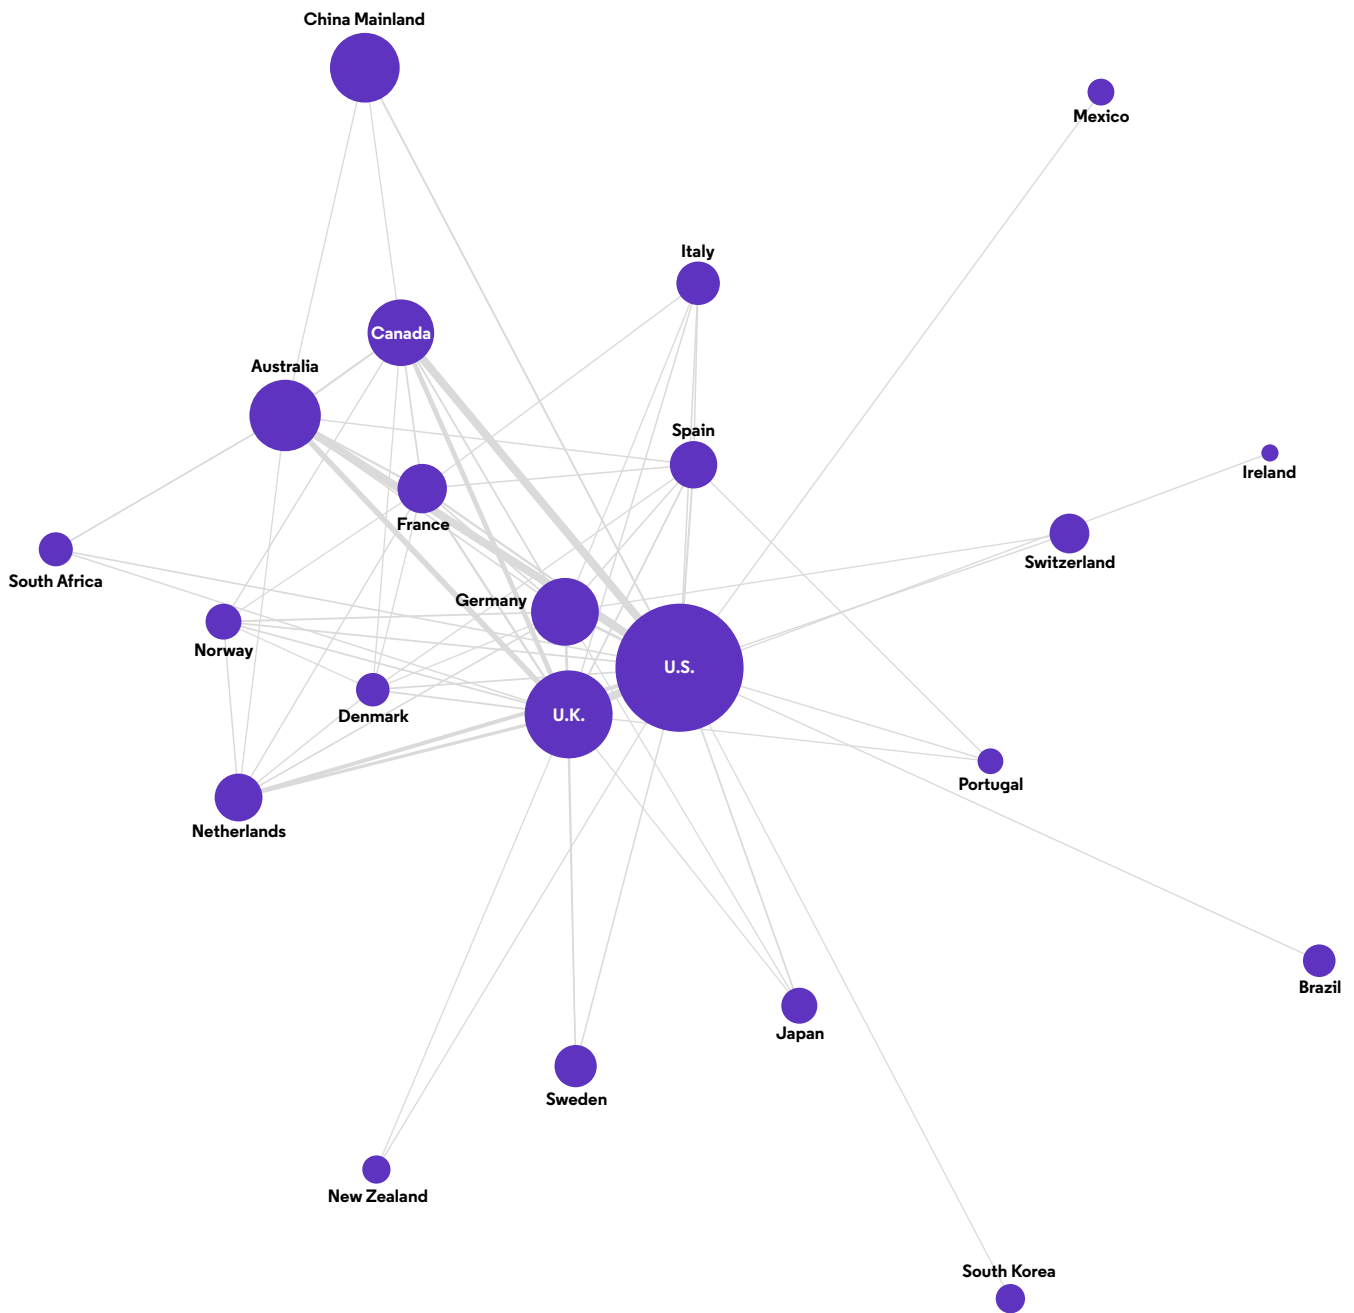 China Mainland
Mexico
Italy
Canada
Australia
Spain
Ireland
France
Switzerland
South Africa
Germany
Norway
U.S.
Denmark
U.K.
Portugal
Netherlands
Brazil
Japan
Sweden
New Zealand
South Korea